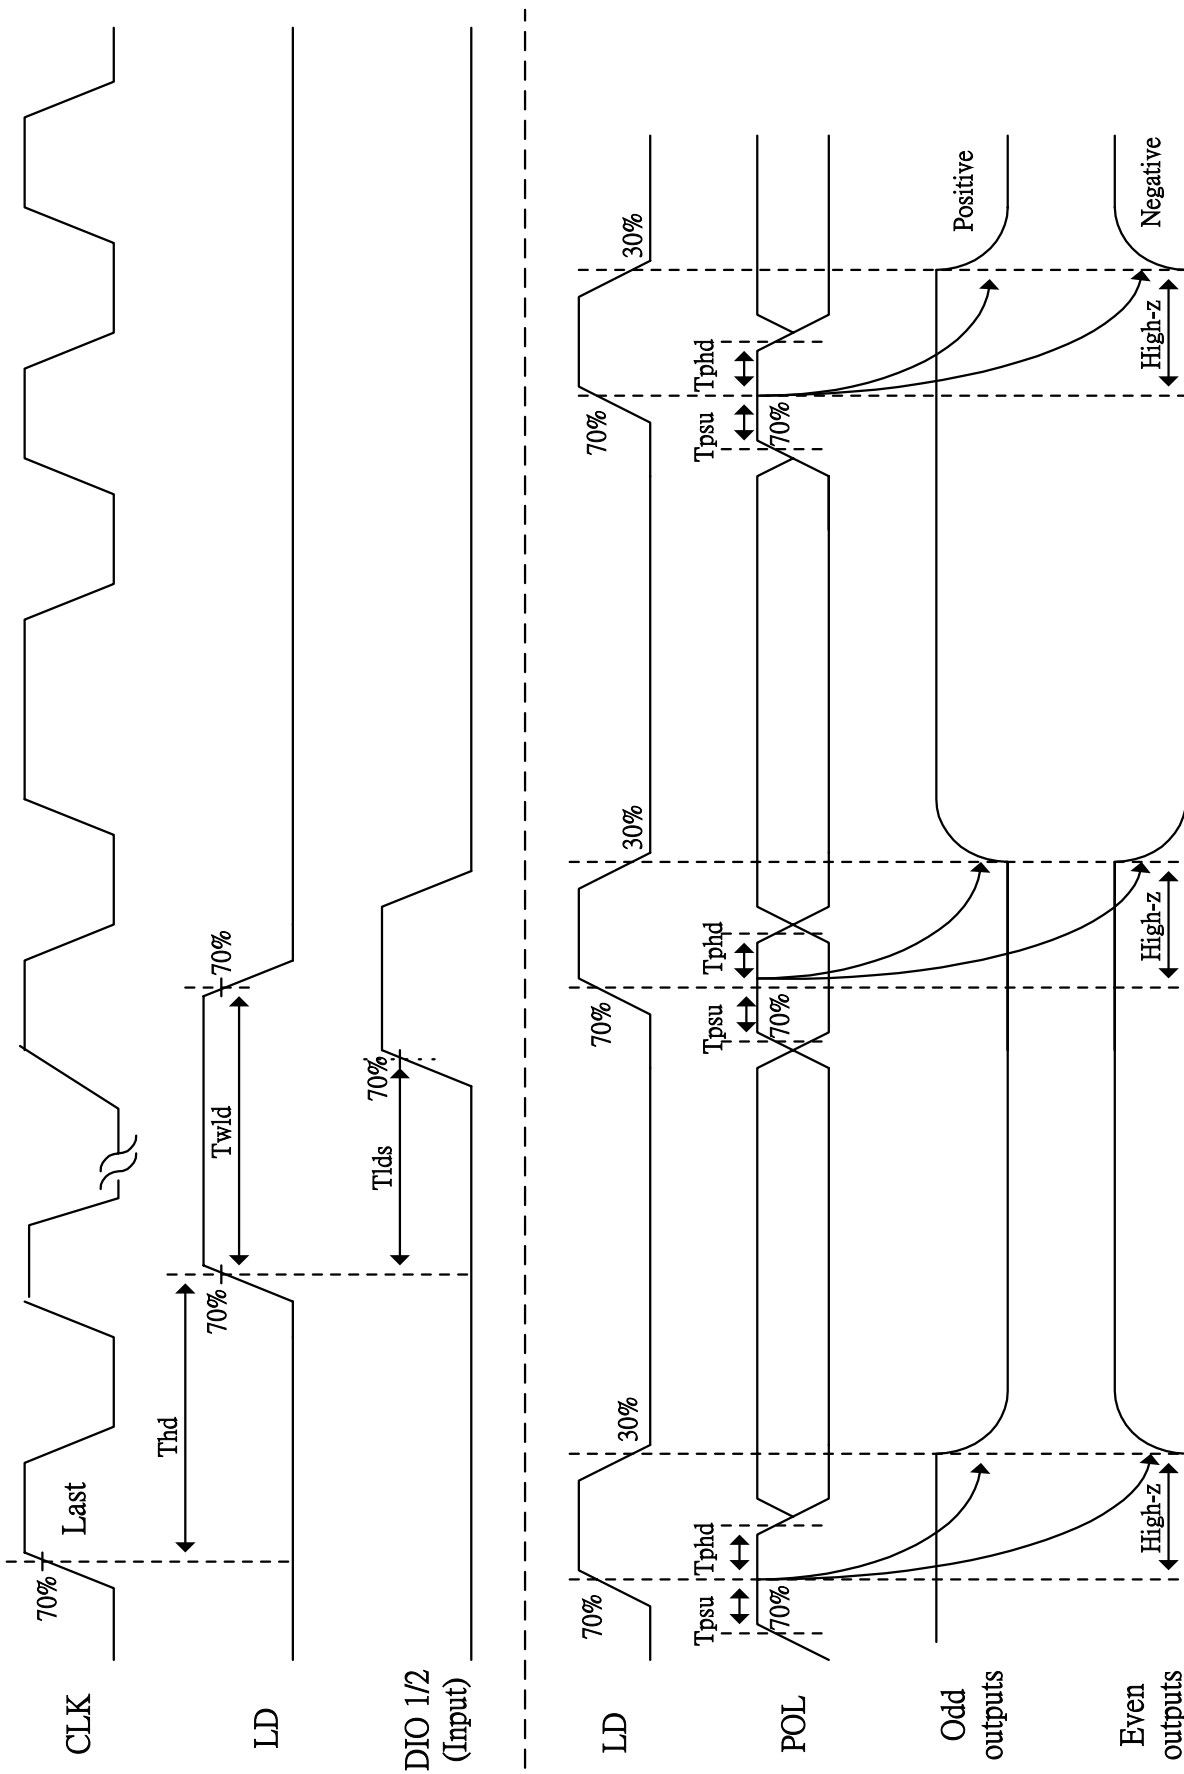 CLK
70%
Last
Thd
LD
70%
Twld
70%
DIO 1/2
(Input)
Tlds
70%
LD
70%
30%
70%
30%
70%
30%
POL
Tpsu
Tphd
70%
Tpsu
Tphd
70%
Tpsu
Tphd
70%
Odd
outputs
Positive
Even
outputs
High-z
High-z
High-z
Negative